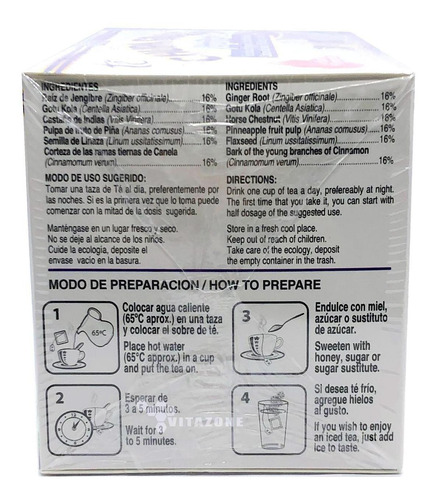 INGREDIENTES
Raíz de Jengibre (Zingiber officinale) 16%
Gotu Kola (Centella Asiatica) 16%
Castaño de Indias (Vitis Vinifera) 18%
Pulpa de fruto de Piña (Ananas comusus) 16%
Semilla de Linaza (Linum ussitatissimum) 16%
Corteza de las ramas tiernas de Canela
(Cinnamomum verum) 16%
MODO DE USO SUGERIDO:
Tomar una taza de Té al día, preferentemente por
las noches. Si es la primera vez que lo toma puede
comenzar con la mitad de la dosis sugerida.
Manténgase en un lugar fresco y seco.
No se deje al alcance de los niños.
Cuide la ecología, deposite el
envase vacío en la basura.
INGREDIENTS
Ginger Root (Zingiber officinale) 16%
Gotu Kola (Centella Asiatica) 16%
Horse Chestnut (Vitis Vinifera) 18%
Pinneapple fruit pulp (Ananas comusus) 16%
Flaxseed (Linum ussitatissimum) 16%
Bark of the young branches of Cinnamon
(Cinnamomum verum) 16%
DIRECTIONS:
Drink one cup of tea a day, prefereably at night.
The first time that you take it, you can start with
half dosage of the suggested use.
Store in a fresh cool place.
Keep out of reach of children.
Take care of the ecology, deposit
the empty container in the trash.
MODO DE PREPARACION / HOW TO PREPARE
1
65°C
Colocar agua caliente
(65°C aprox.) en una taza
y colocar el sobre de té.
Place hot water
(65°C aprox.) in a cup
and put the tea on.
2
Esperar de
3 a 5 minutos.
Wait for 3
to 5 minutes.
3
Endulce con miel,
azúcar o sustituto
de azúcar.
Sweeten with
honey, sugar or
sugar sustitute.
4
Si desea té frío,
agregue hielos
al gusto.
If you wish to enjoy
an iced tea, just add
ice to taste.
VITAZONE